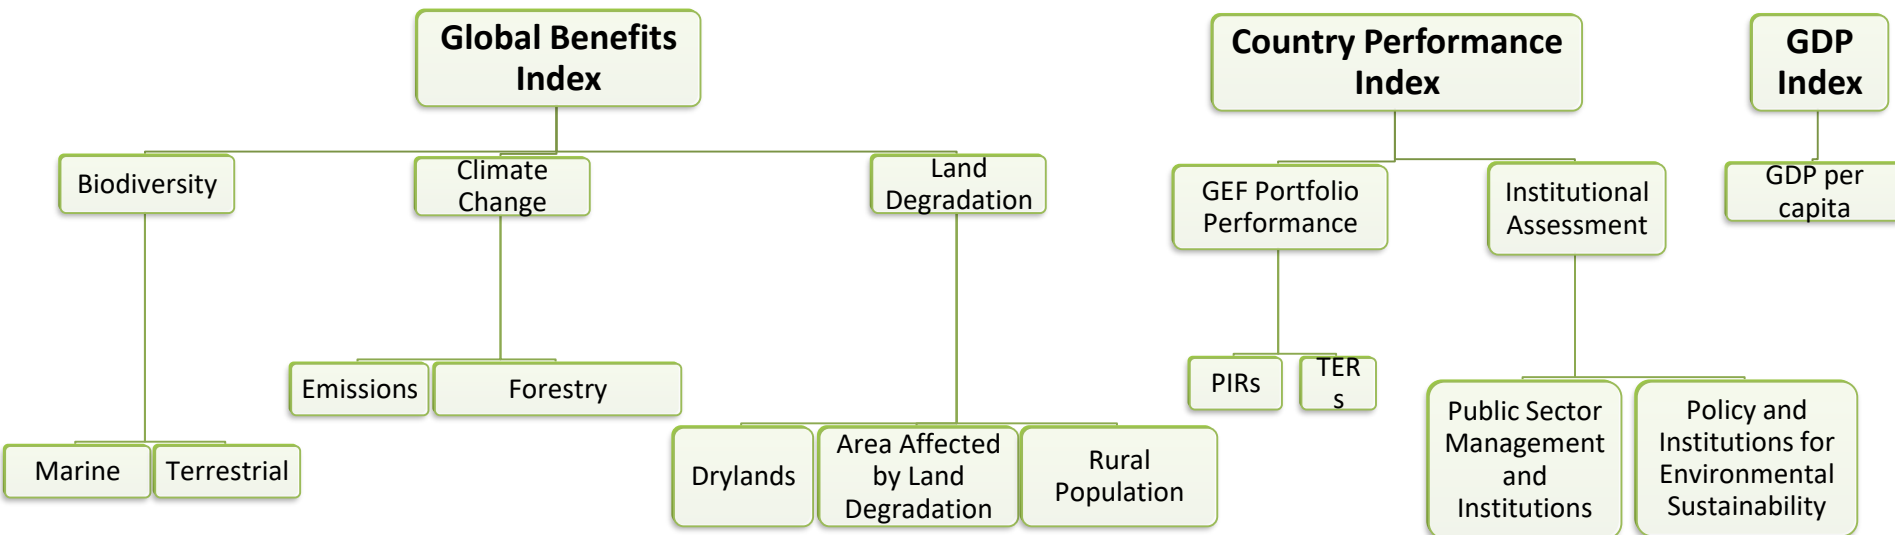 Global Benefits
Index
Country Performance
Index
GDP
Index
Biodiversity
Climate
Change
Land
Degradation
GEF Portfolio
Performance
Institutional
Assessment
GDP per
capita
Emissions
Forestry
PIRs
TER
s
Marine
Terrestrial
Drylands
Area Affected
by Land
Degradation
Rural
Population
Public Sector
Management
and
Institutions
Policy and
Institutions for
Environmental
Sustainability